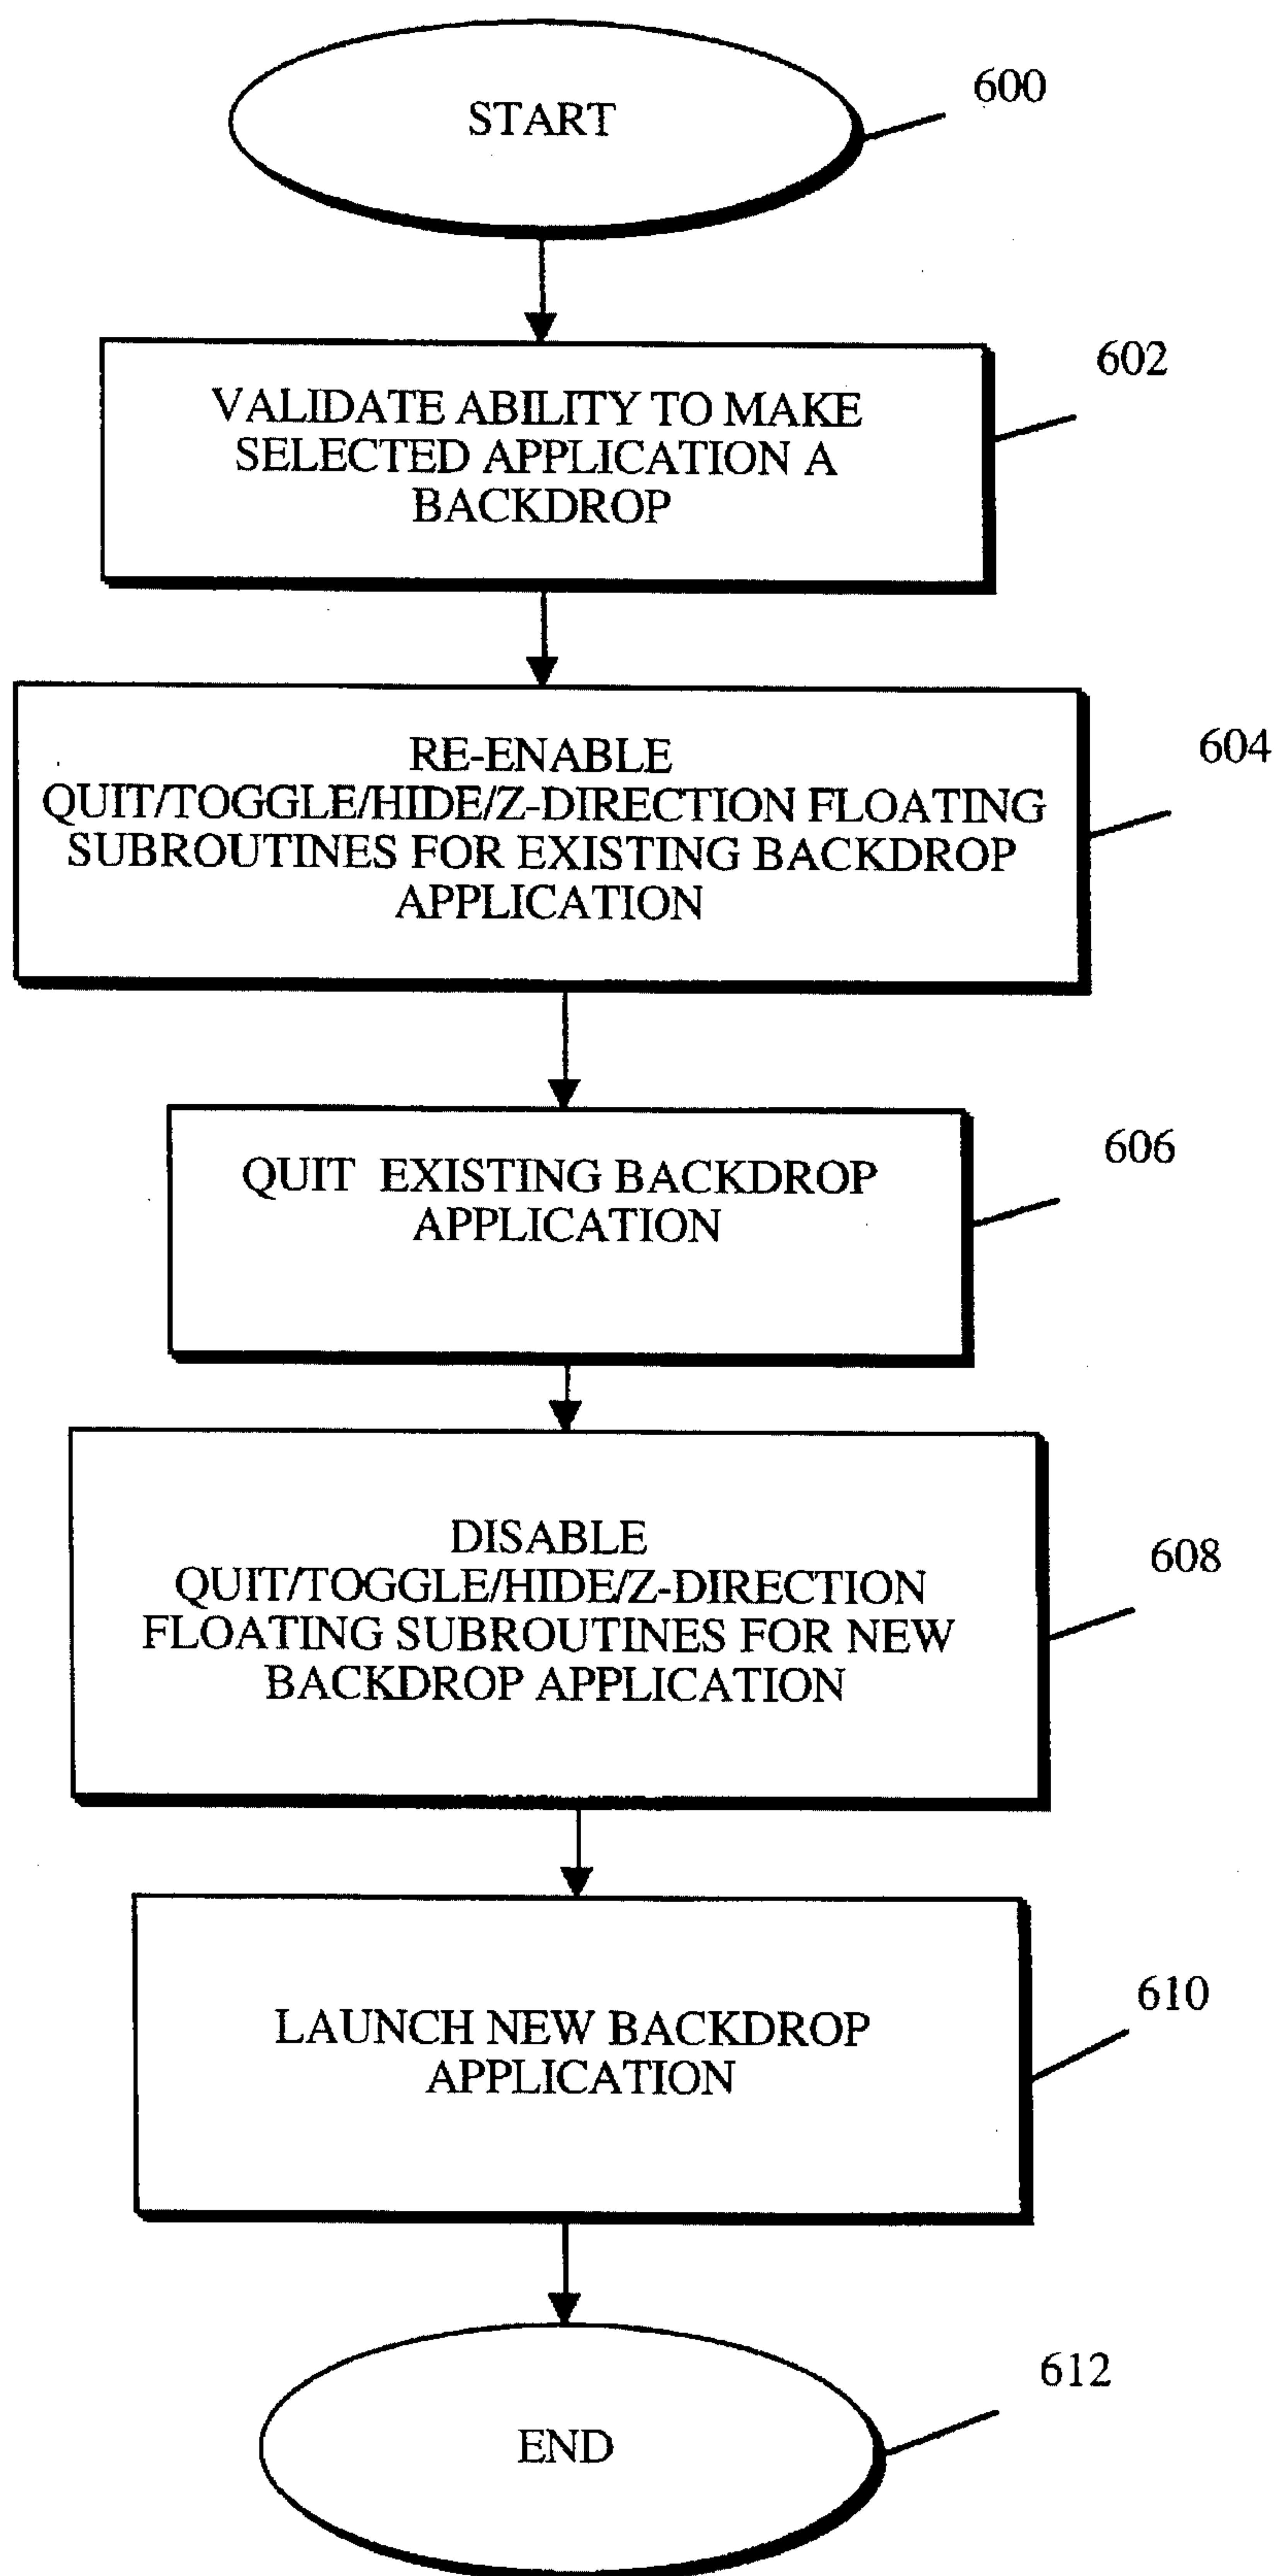 START
600
VALIDATE ABILITY TO MAKE
SELECTED APPLICATION A
BACKDROP
602
RE-ENABLE
QUIT/TOGGLE/HIDE/Z-DIRECTION FLOATING
SUBROUTINES FOR EXISTING BACKDROP
APPLICATION
604
QUIT EXISTING BACKDROP
APPLICATION
606
DISABLE
QUIT/TOGGLE/HIDE/Z-DIRECTION
FLOATING SUBROUTINES FOR NEW
BACKDROP APPLICATION
608
LAUNCH NEW BACKDROP
APPLICATION
610
END
612